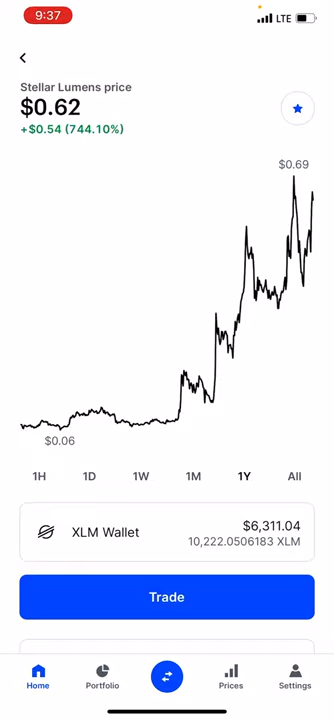 9:37
LTE
Stellar Lumens price
$0.62
+$0.54 (744.10%)
$0.69
$0.06
1H 1D 1W 1M 1Y All
XLM Wallet $6,311.04
10,222.0506183 XLM
Trade
Home Portfolio Prices Settings